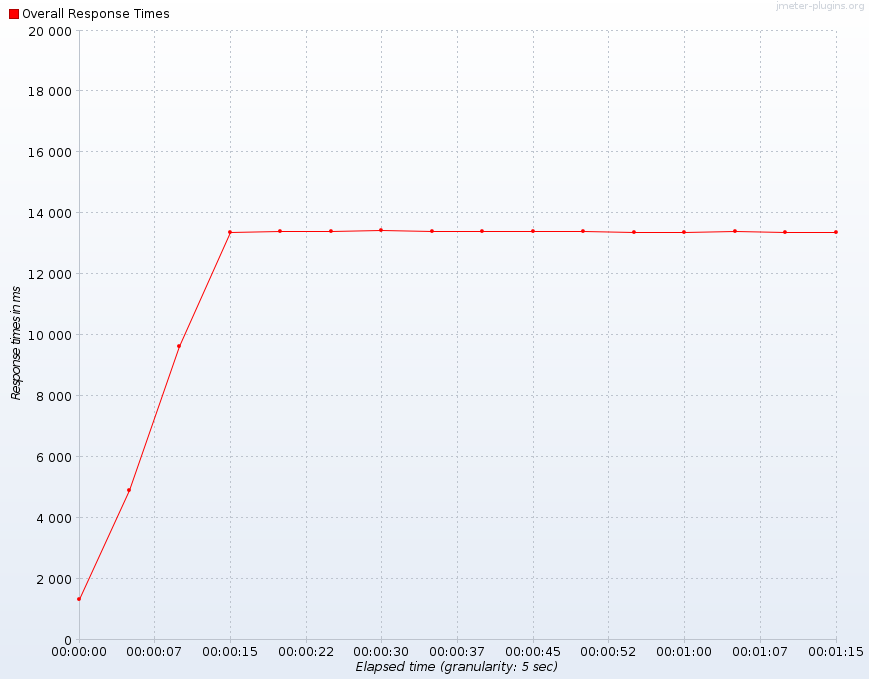 jmeter-plugins.org
Overall Response Times
20 000
18 000
16 000
14 000
12 000
10 000
8 000
6 000
4 000
2 000
0
Response times in ms
00:00:00 00:00:07 00:00:15 00:00:22 00:00:30 00:00:37 00:00:45 00:00:52 00:01:00 00:01:07 00:01:15
Elapsed time (granularity: 5 sec)